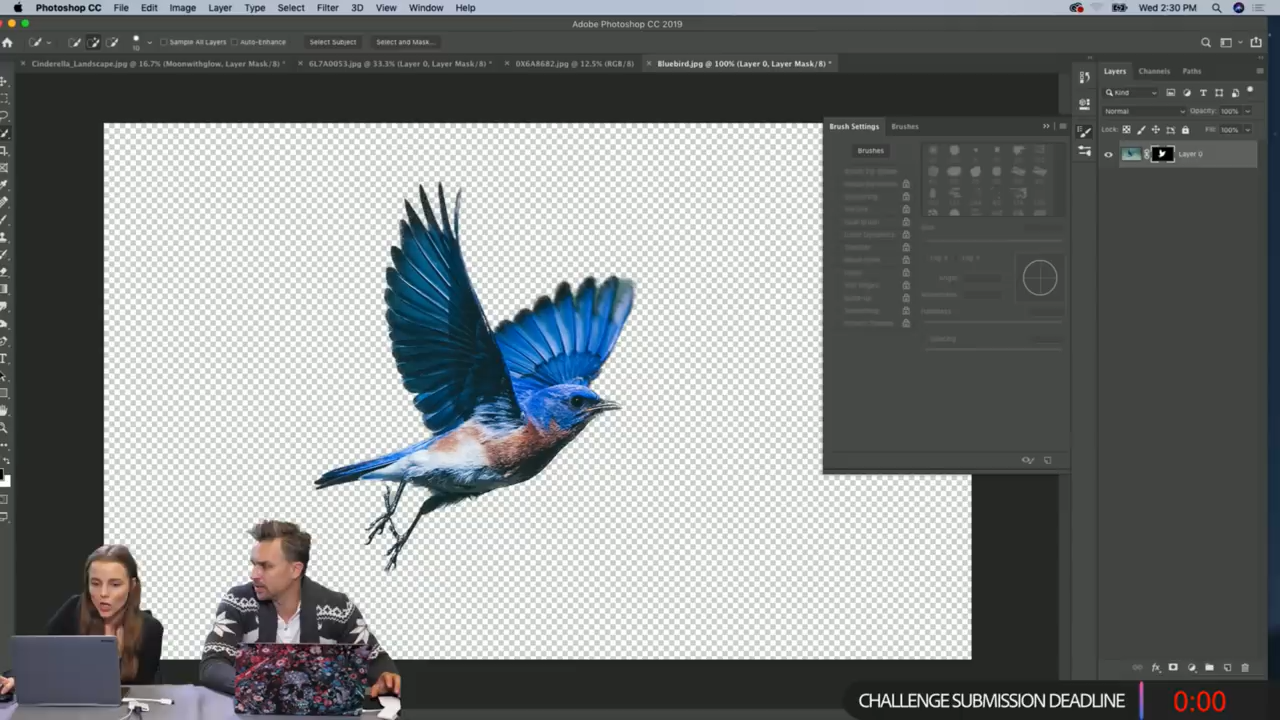 Photoshop CC File Edit Image Layer Type Select Filter 3D View Window Help Wed 2:30 PM
Adobe Photoshop CC 2019
Sample All Layers Auto-Enhance Select Subject Select and Mask...
Cinderella_Landscape.jpg @ 16.7% (Moonwithglow, Layer Mask/8) * 6L7A0053.jpg @ 33.3% (Layer 0, Layer Mask/8) * 0X6A8682.jpg @ 12.5% (RGB/8) Bluebird.jpg @ 100% (Layer 0, Layer Mask/8) *
Layers Channels Paths
Kind
Normal Opacity: 100%
Lock: Fill: 100%
Layer 0
Brush Settings Brushes
Brushes
Spacing
CHALLENGE SUBMISSION DEADLINE 0:00